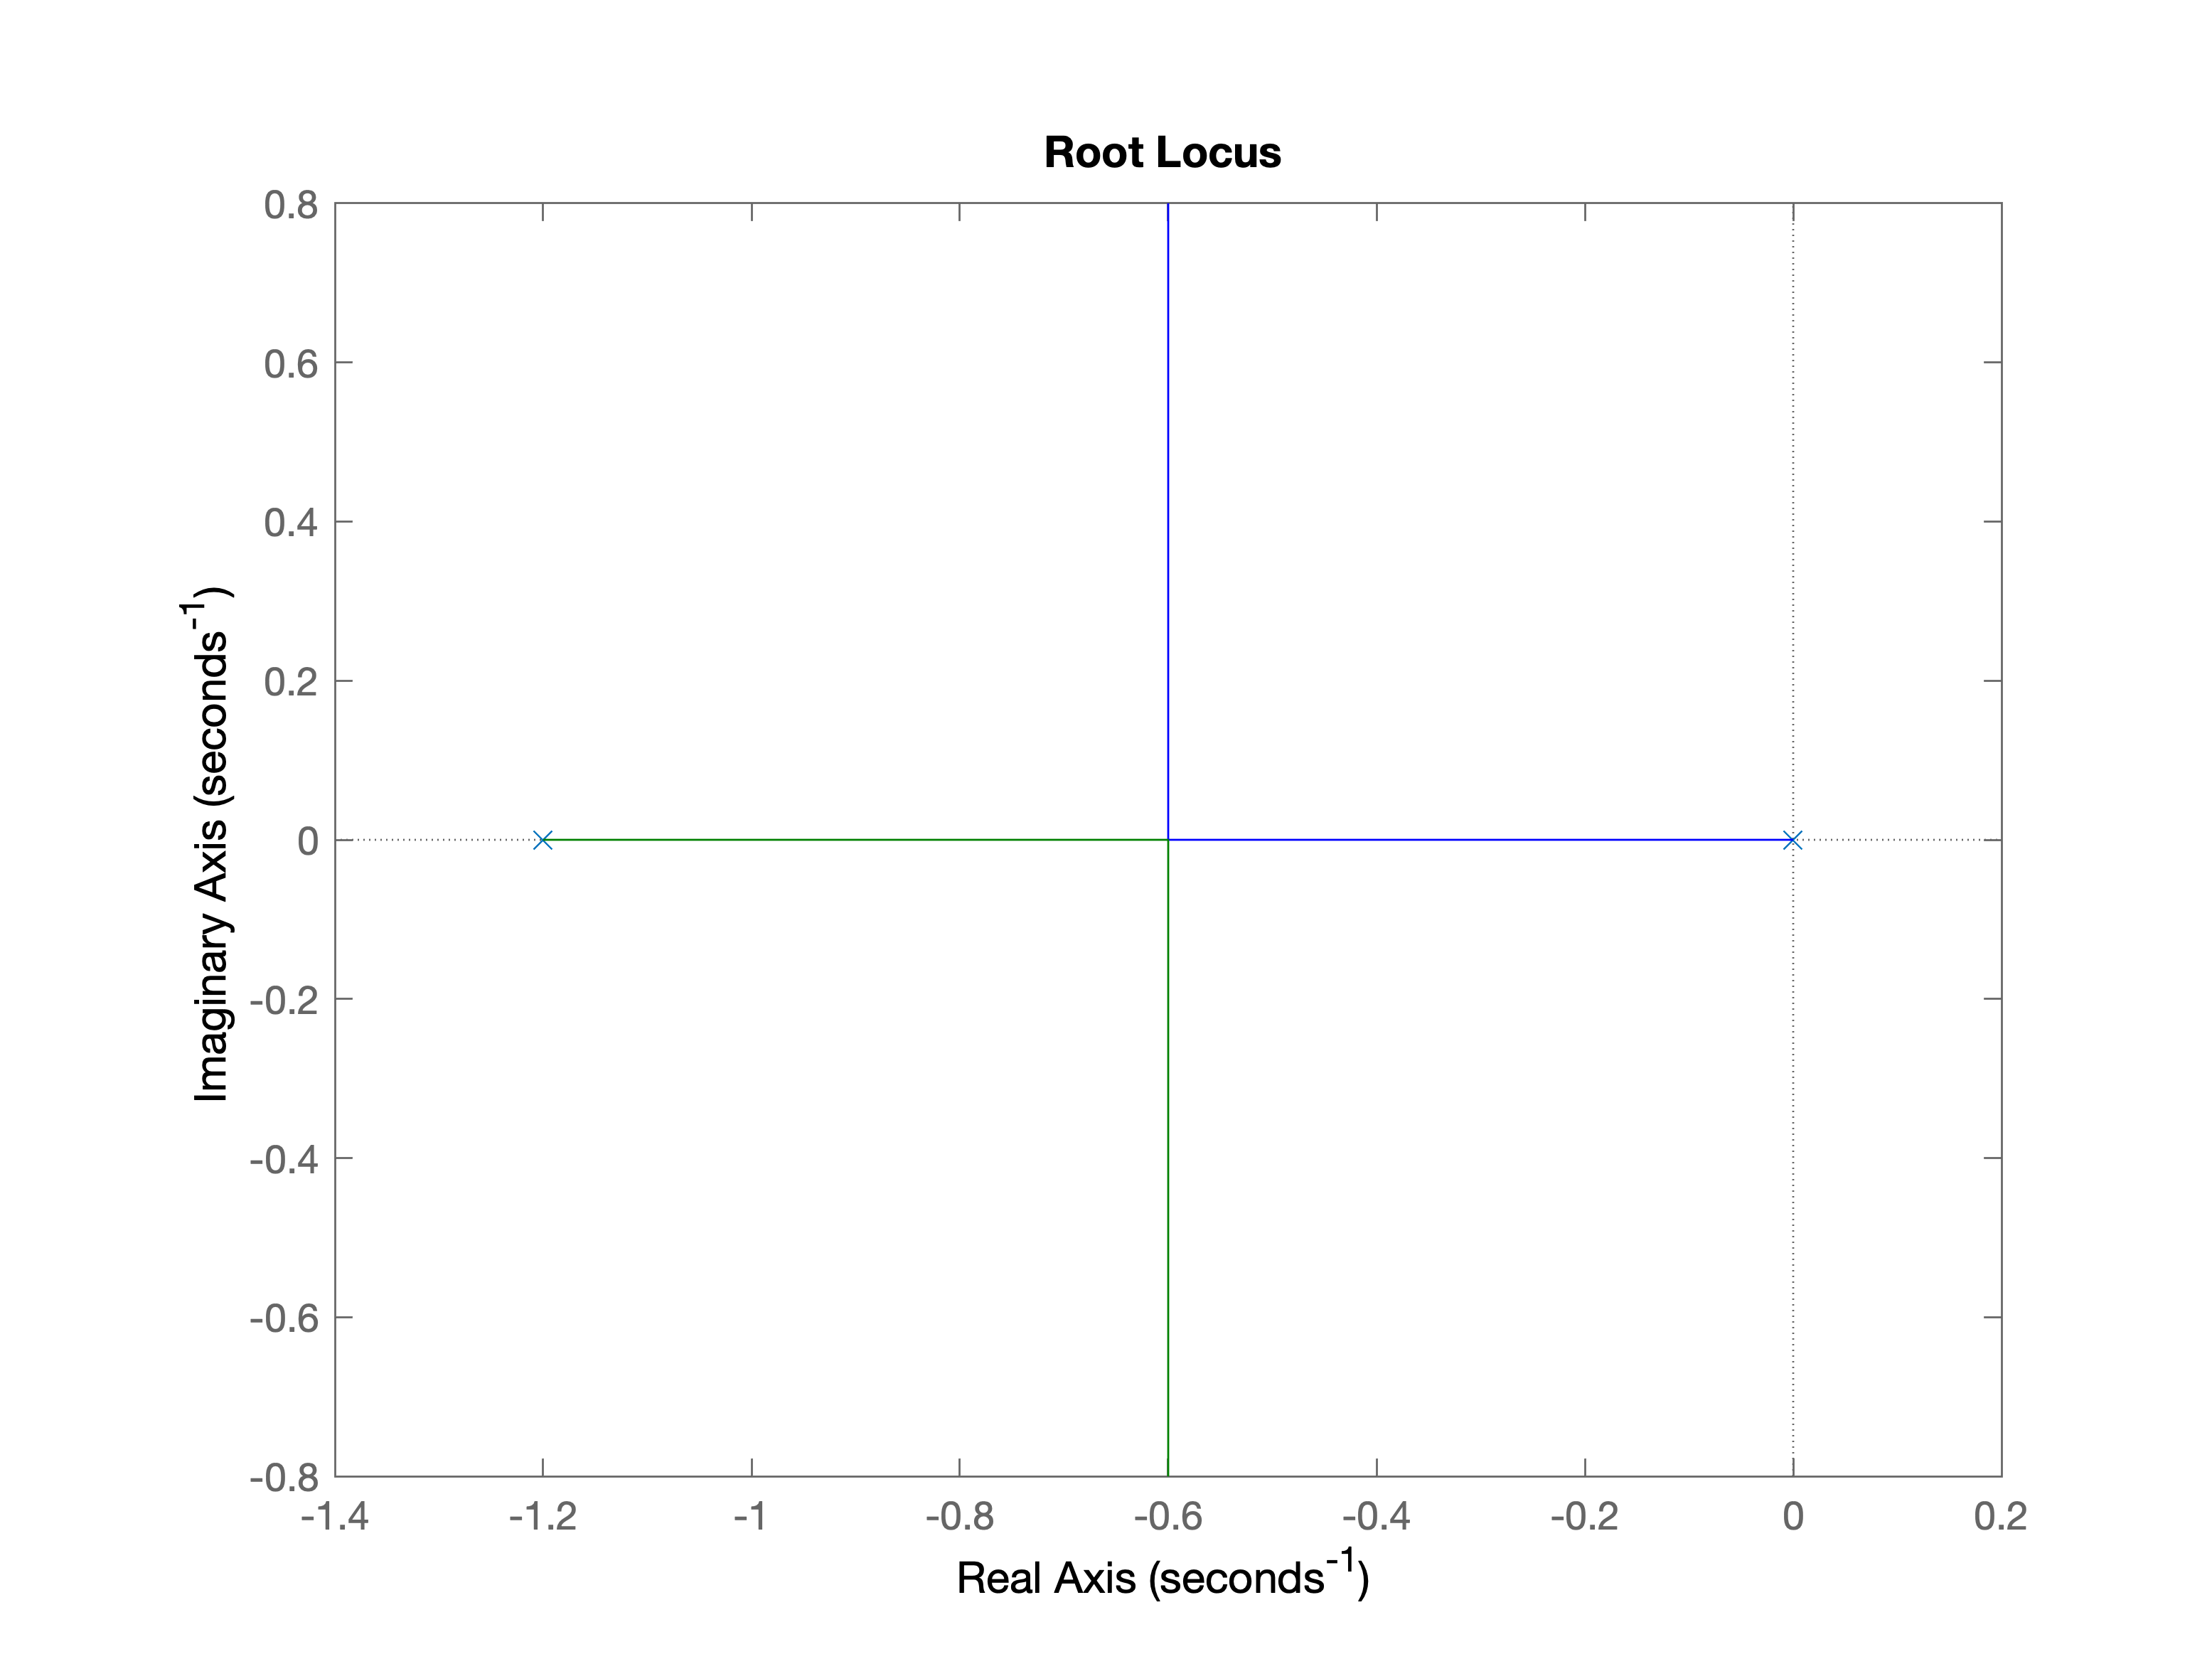 Root Locus
0.8
0.6
0.4
0.2
0
-0.2
-0.4
-0.6
-0.8
Imaginary Axis (seconds⁻¹)
-1.4 -1.2 -1 -0.8 -0.6 -0.4 -0.2 0 0.2
Real Axis (seconds⁻¹)